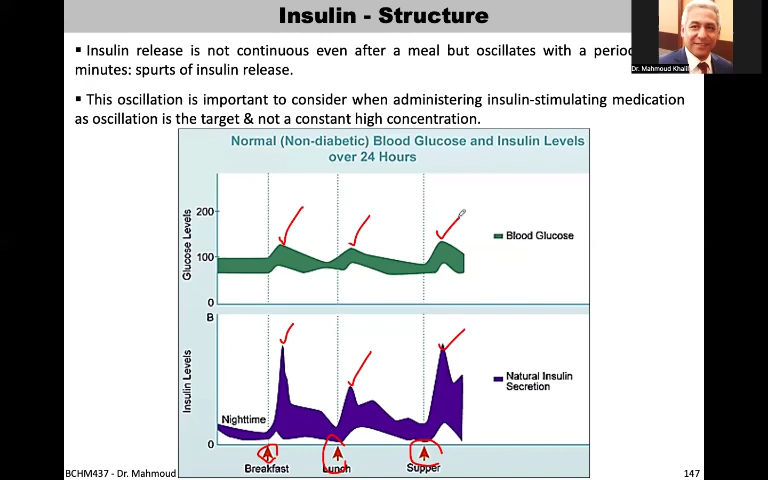 Insulin - Structure
▪ Insulin release is not continuous even after a meal but oscillates with a
minutes: spurts of insulin release.
▪ This oscillation is important to consider when administering insulin-stimulating medication
as oscillation is the target & not a constant high concentration.
Dr. Mahmoud
Normal (Non-diabetic) Blood Glucose and Insulin Levels
over 24 Hours
Glucose Levels
200
100
0
Blood Glucose
B
Insulin Levels
0
Nighttime
Natural Insulin
Secretion
Breakfast
Lunch
Supper
BCHM437 - Dr. Mahmoud
147